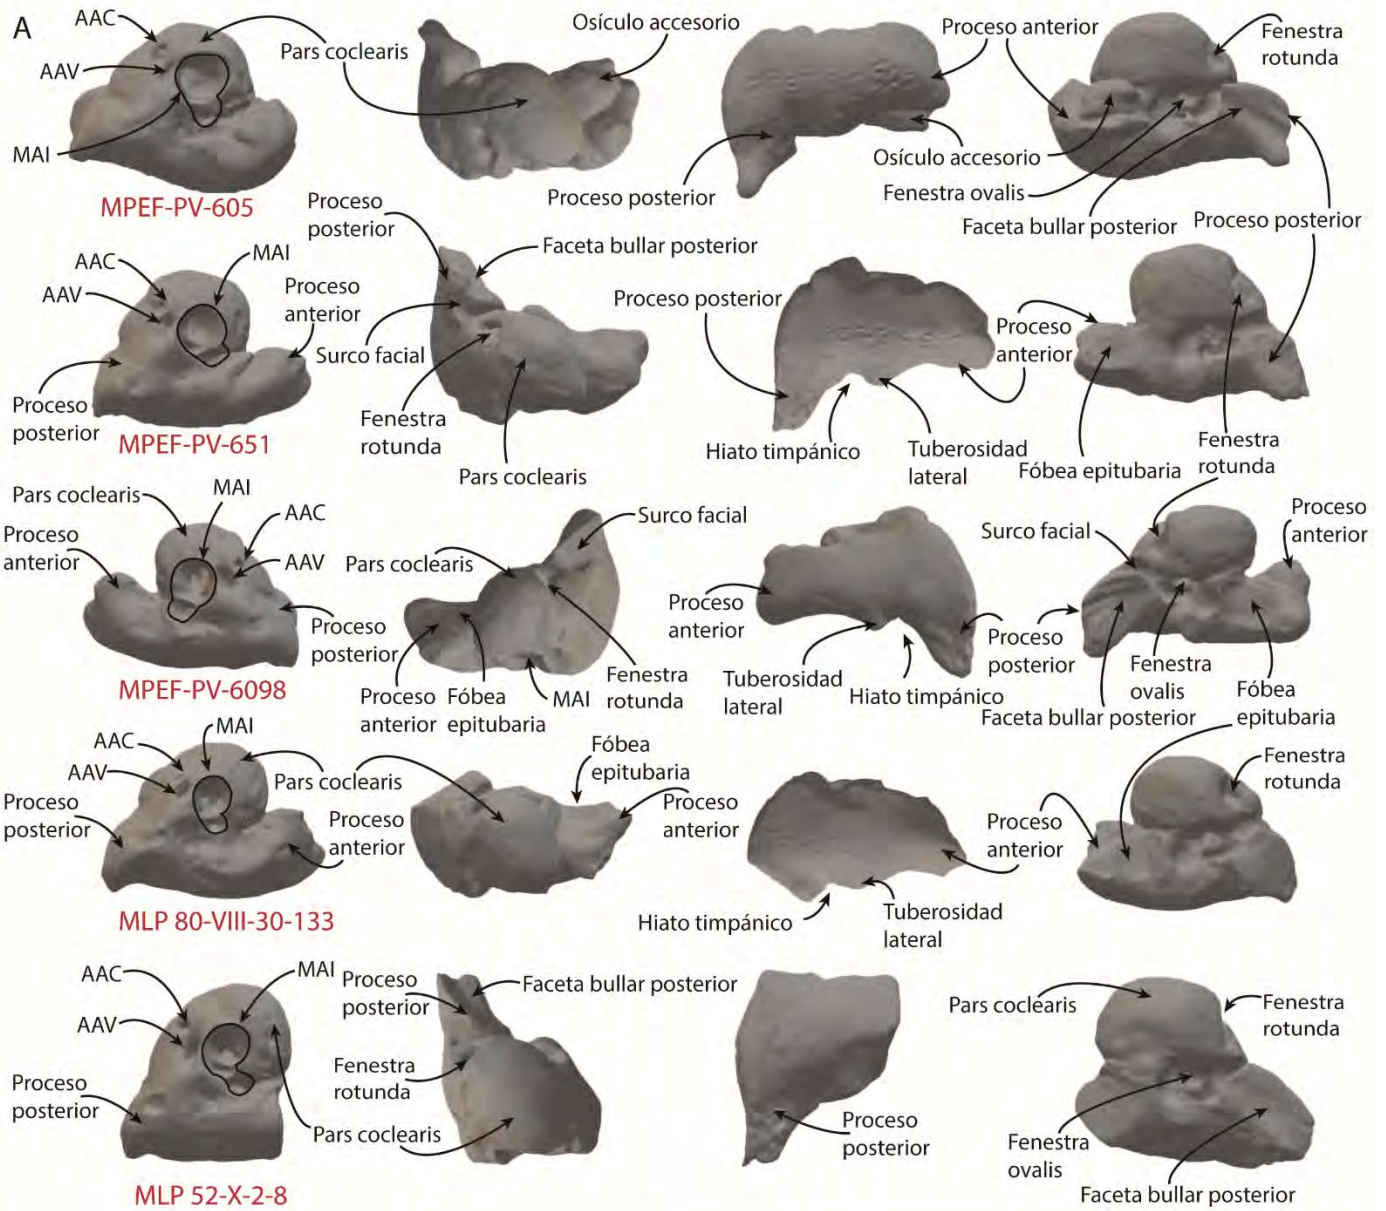 A
AAC
AAV
MAI
Pars coclearis
Osículo accesorio
Proceso anterior
Fenestra
rotunda
Osículo accesorio
Fenestra ovalis
Proceso posterior
Faceta bullar posterior
Proceso posterior
MPEF-PV-605
AAC
AAV
MAI
Proceso
anterior
Proceso
posterior
Proceso
posterior
Faceta bullar posterior
Surco facial
Fenestra
rotunda
Pars coclearis
Proceso posterior
Hiato timpánico
Tuberosidad
lateral
Proceso
anterior
Fóbea epitubaria
Fenestra
rotunda
MPEF-PV-651
Pars coclearis
MAI
AAC
AAV
Proceso
anterior
Proceso
posterior
Pars coclearis
Surco facial
Proceso
anterior
Fóbea
epitubaria
MAI
Fenestra
rotunda
Proceso
anterior
Tuberosidad
lateral
Hiato timpánico
Proceso
posterior
Surco facial
Proceso
anterior
Fenestra
ovalis
Faceta bullar posterior
Fóbea
epitubaria
MPEF-PV-6098
AAC
AAV
MAI
Pars coclearis
Proceso
posterior
Proceso
anterior
Fóbea
epitubaria
Proceso
anterior
Hiato timpánico
Tuberosidad
lateral
Proceso
anterior
Fenestra
rotunda
MLP 80-VIII-30-133
AAC
AAV
MAI
Proceso
posterior
Pars coclearis
Proceso
posterior
Faceta bullar posterior
Fenestra
rotunda
Proceso
posterior
Pars coclearis
Fenestra
rotunda
Fenestra
ovalis
Faceta bullar posterior
MLP 52-X-2-8